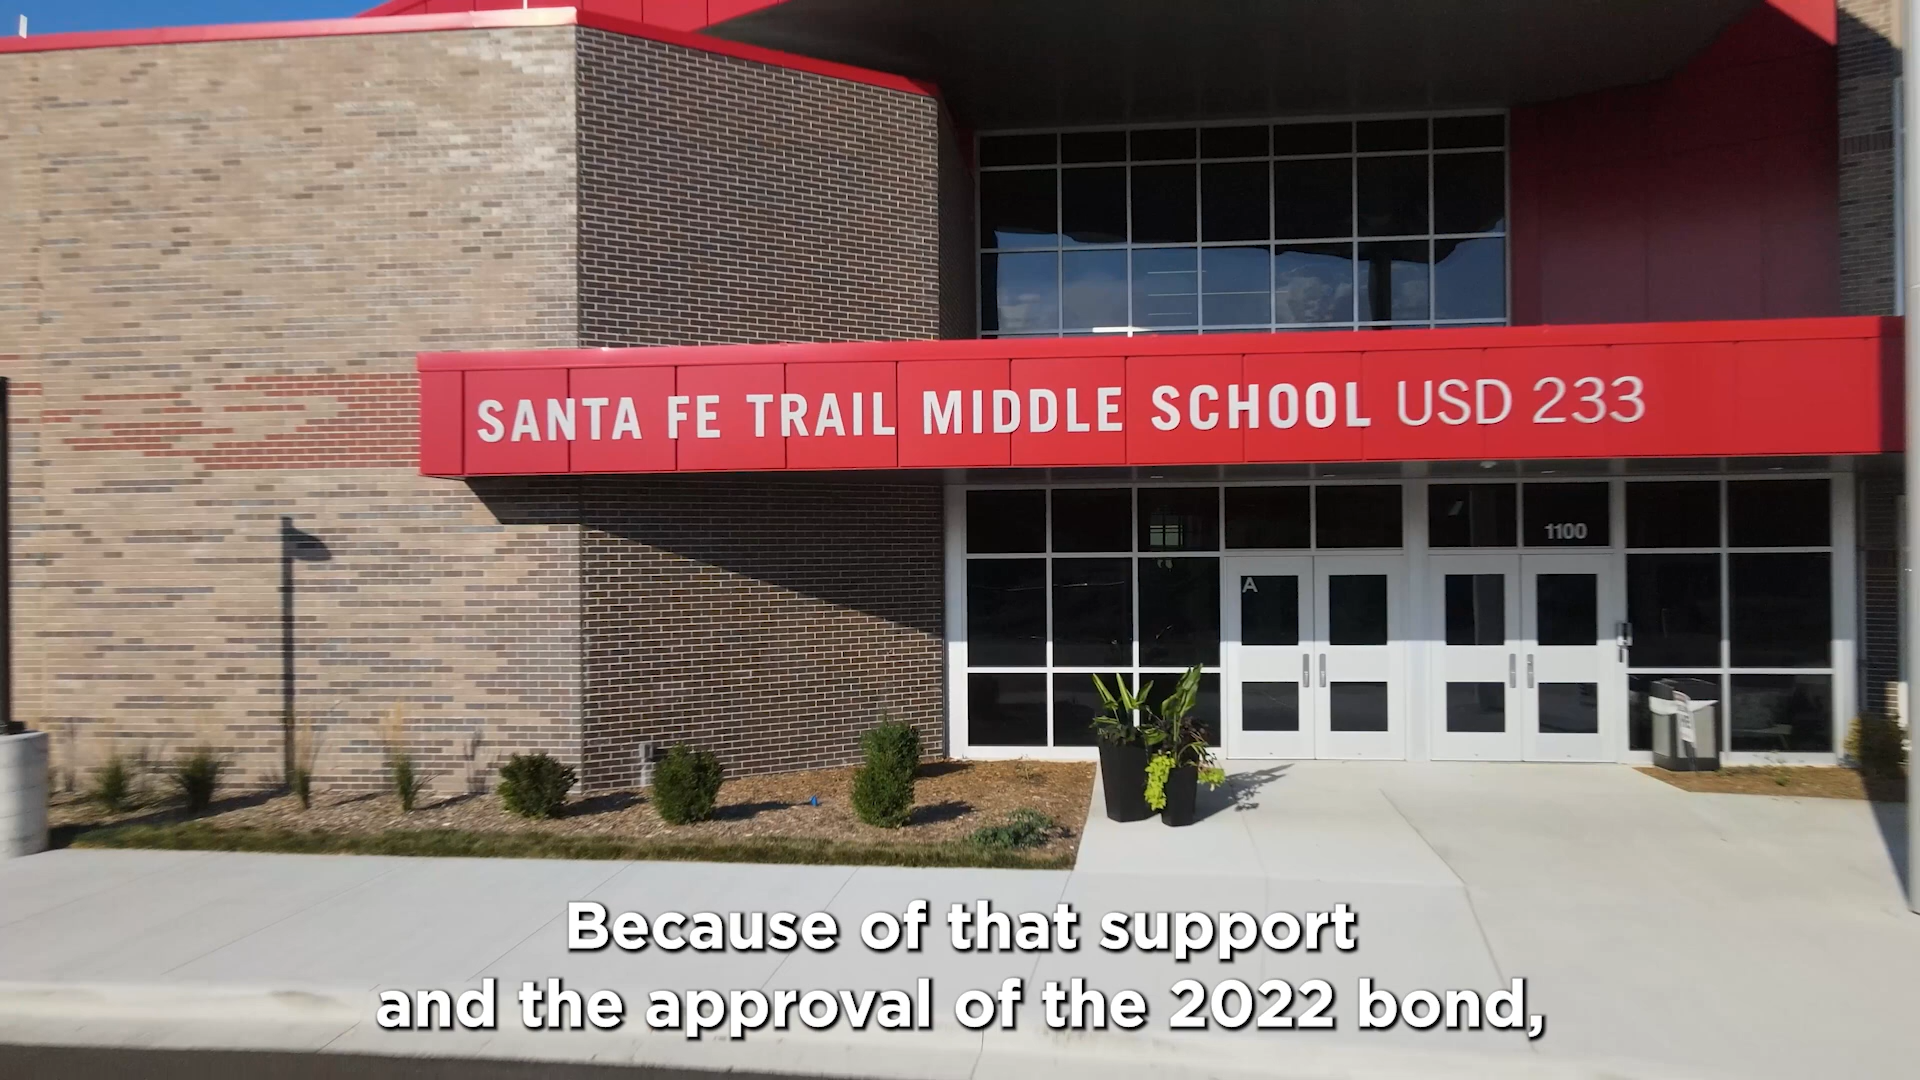 SANTA FE TRAIL MIDDLE SCHOOL USD 233
1100
A
Because of that support
and the approval of the 2022 bond,